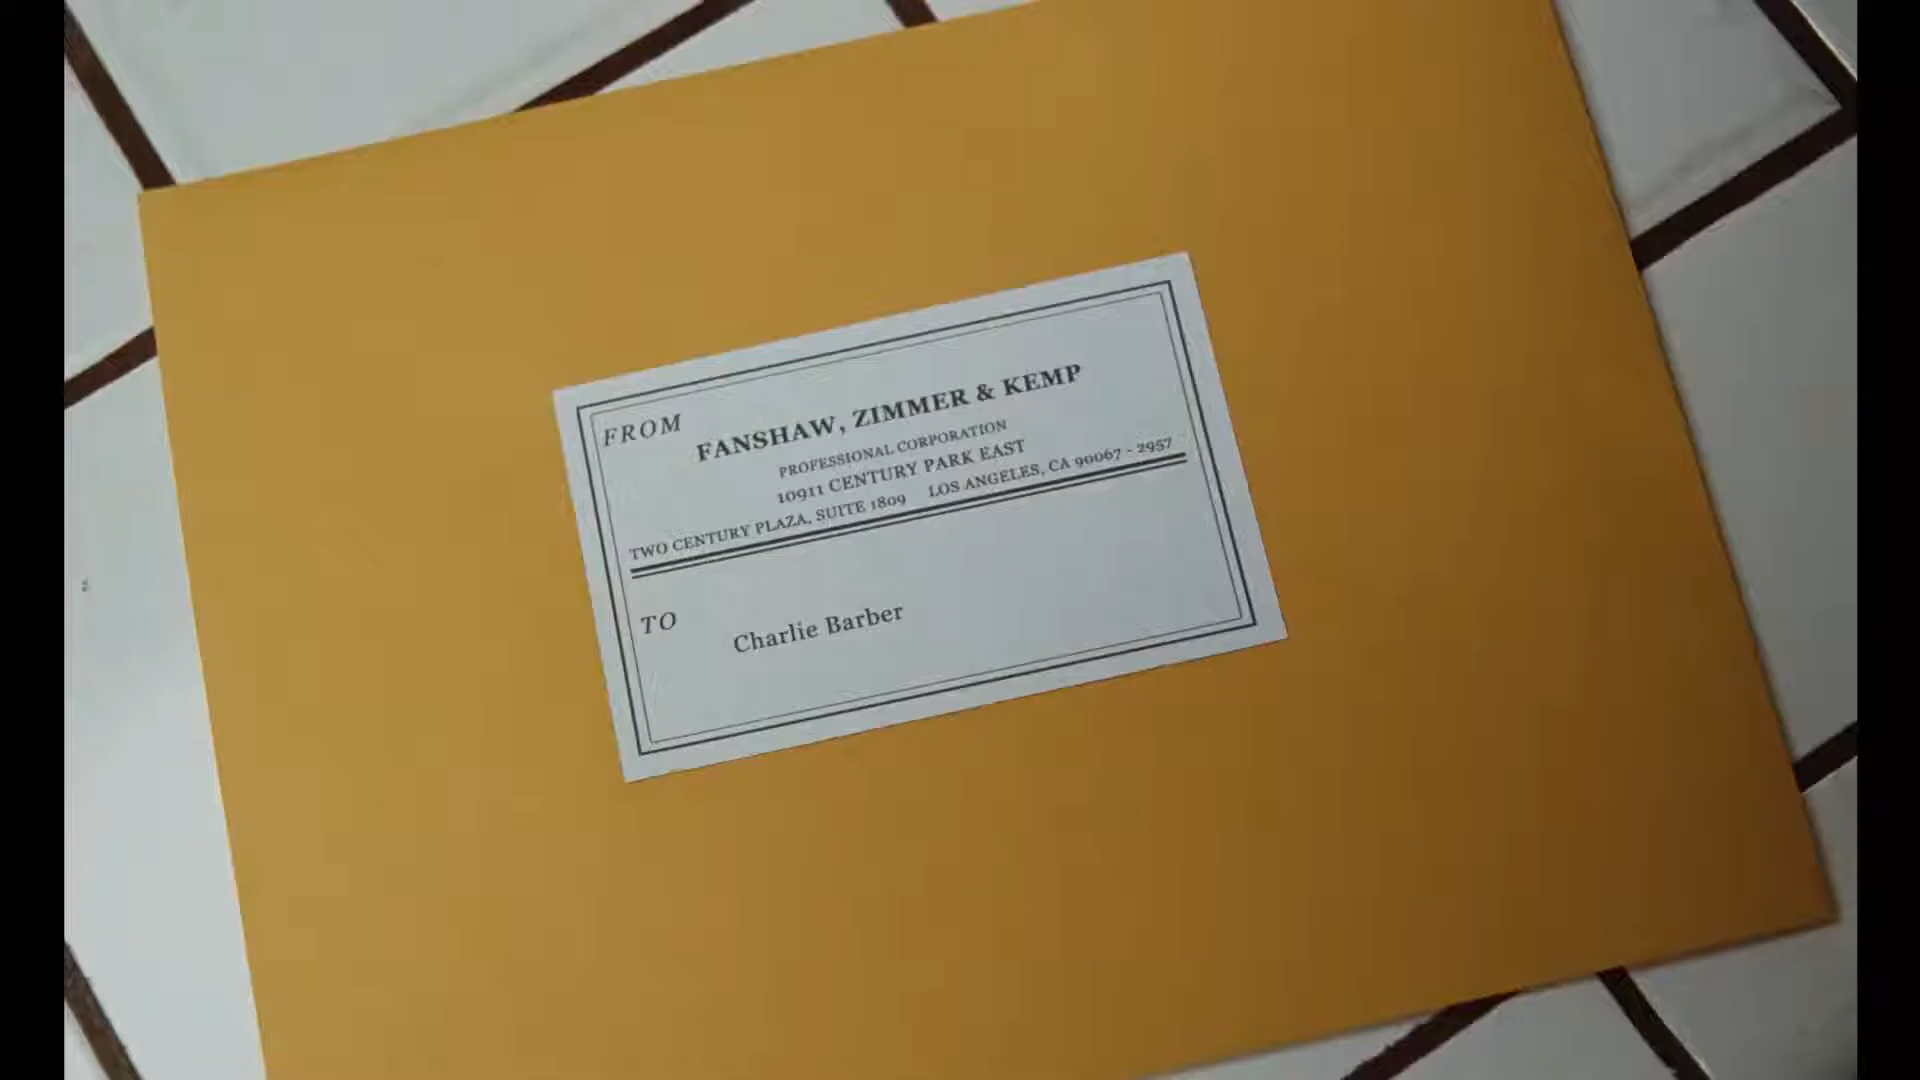 FROM
FANSHAW, ZIMMER & KEMP
PROFESSIONAL CORPORATION
10911 CENTURY PARK EAST
TWO CENTURY PLAZA, SUITE 1809 LOS ANGELES, CA 90067 - 2957
TO
Charlie Barber